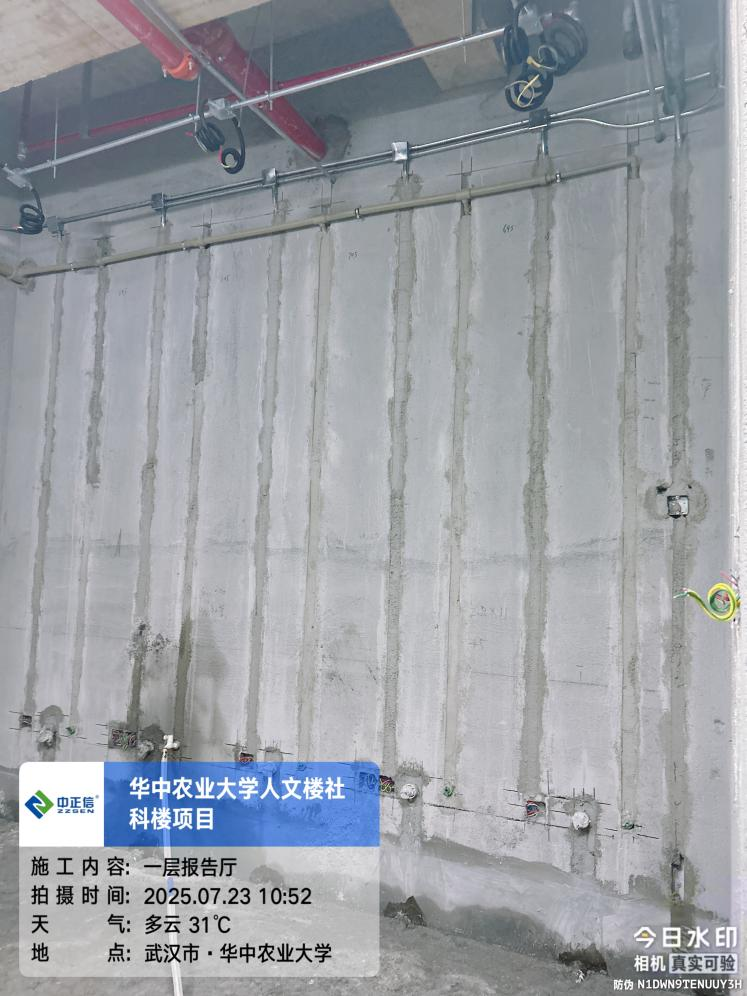 695
中正信®
ZZSEN
华中农业大学人文楼社
科楼项目
施工内容: 一层报告厅
拍摄时间: 2025.07.23 10:52
天气: 多云 31℃
地点: 武汉市·华中农业大学
今日水印
相机 真实可验
防伪 N1DWN9TENUUY3H